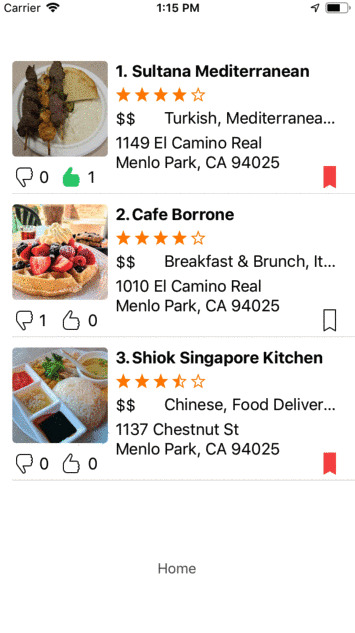 Carrier 1:15 PM
1. Sultana Mediterranean
$$ Turkish, Mediterranea...
1149 El Camino Real
Menlo Park, CA 94025
0 1
2. Cafe Borrone
$$ Breakfast & Brunch, It...
1010 El Camino Real
Menlo Park, CA 94025
1 0
3. Shiok Singapore Kitchen
$$ Chinese, Food Deliver...
1137 Chestnut St
Menlo Park, CA 94025
0 0
Home